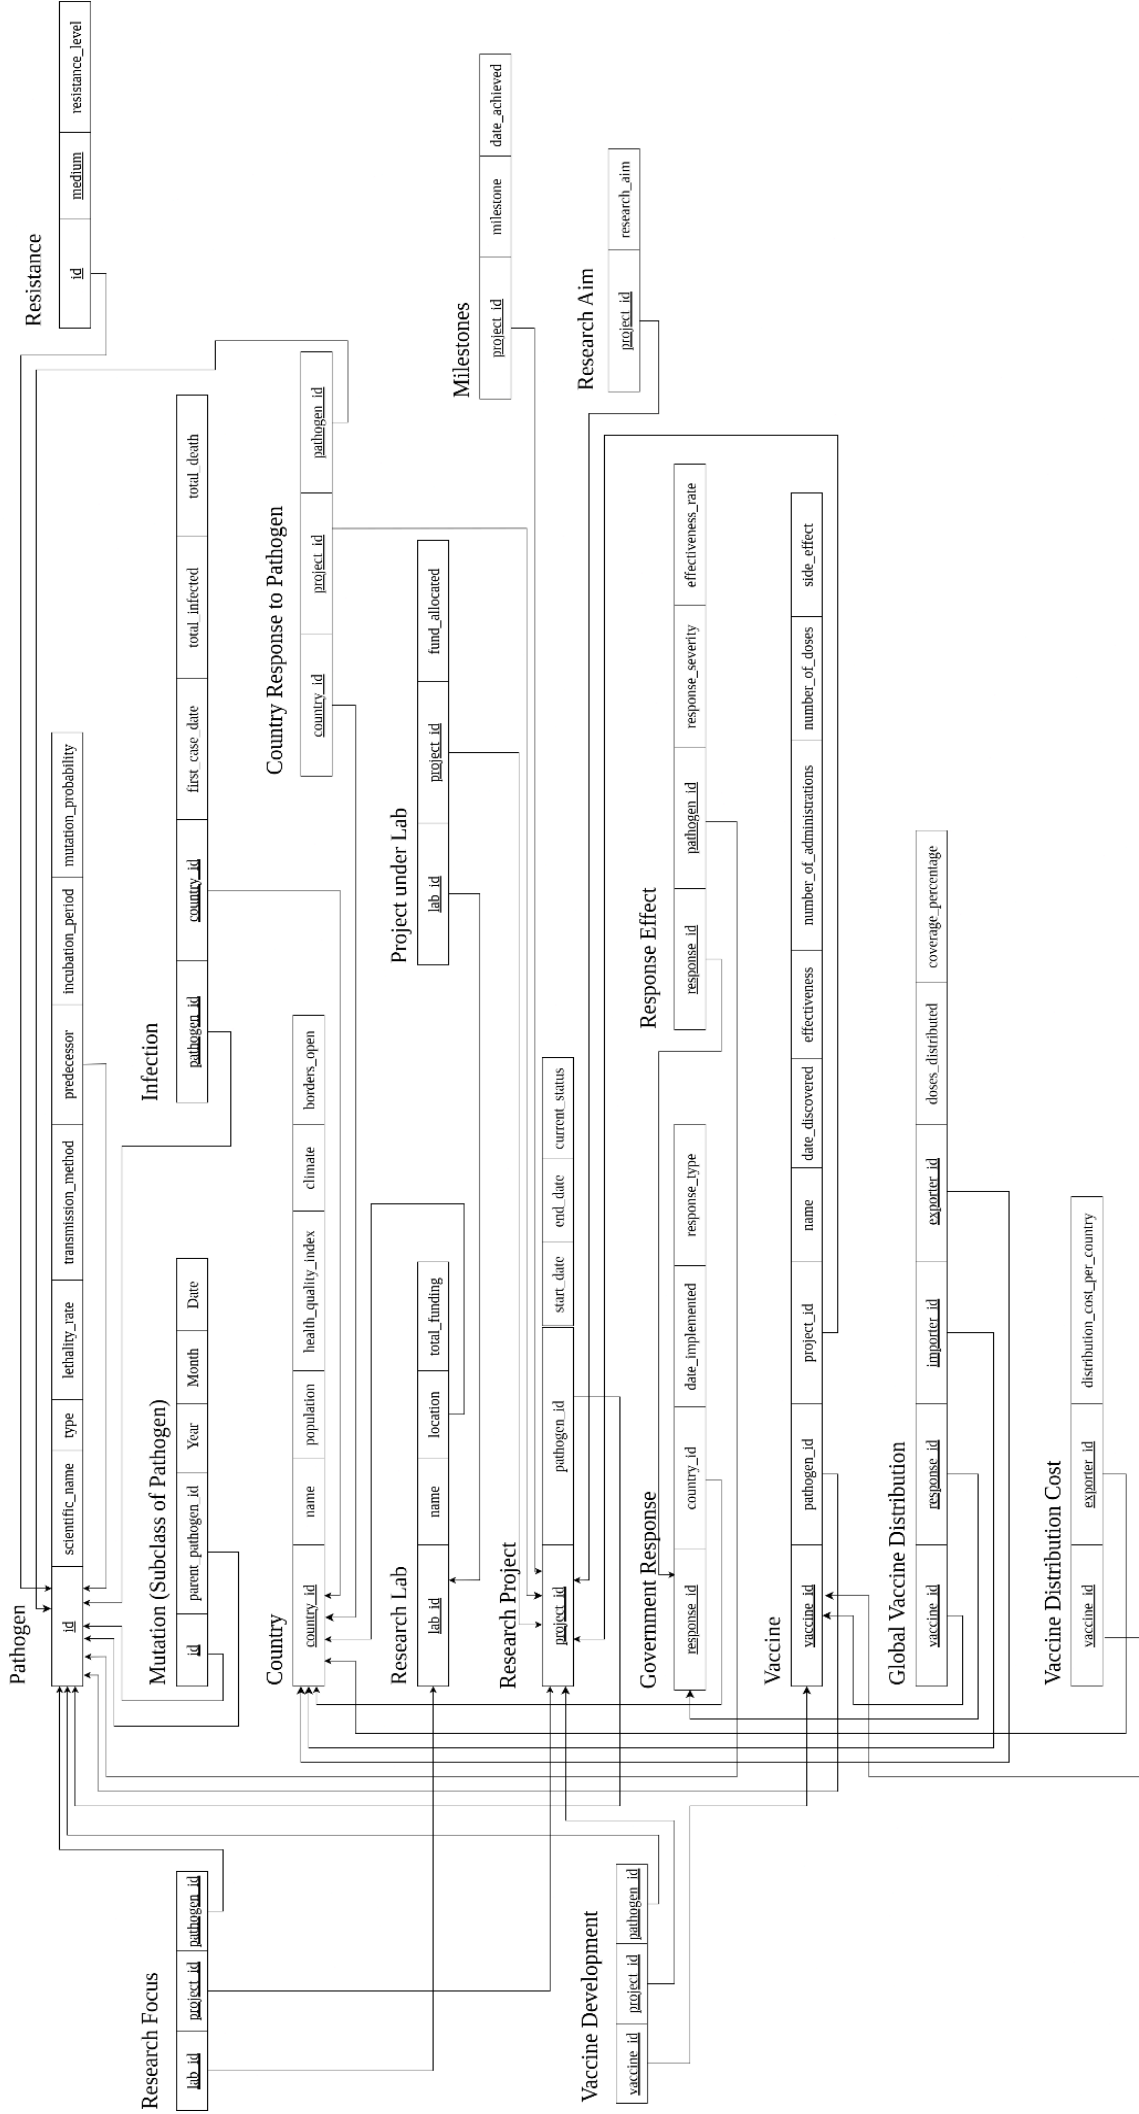 Pathogen
id scientific_name type lethality_rate transmission_method predecessor incubation_period mutation_probability
Resistance
id medium resistance_level
Mutation (Subclass of Pathogen)
id parent_pathogen_id Year Month Date
Infection
pathogen_id country_id first_case_date total_infected total_death
Research Focus
lab_id project_id pathogen_id
Country
country_id name population health_quality_index climate borders_open
Country Response to Pathogen
country_id project_id pathogen_id
Research Lab
lab_id name location total_funding
Project under Lab
lab_id project_id fund_allocated
Milestones
project_id milestone date_achieved
Research Project
project_id pathogen_id start_date end_date current_status
Research Aim
project_id research_aim
Vaccine Development
vaccine_id project_id pathogen_id
Government Response
response_id country_id date_implemented response_type
Response Effect
response_id pathogen_id response_severity effectiveness_rate
Vaccine
vaccine_id pathogen_id project_id name date_discovered effectiveness number_of_administrations number_of_doses side_effect
Global Vaccine Distribution
vaccine_id response_id importer_id exporter_id doses_distributed coverage_percentage
Vaccine Distribution Cost
vaccine_id exporter_id distribution_cost_per_country